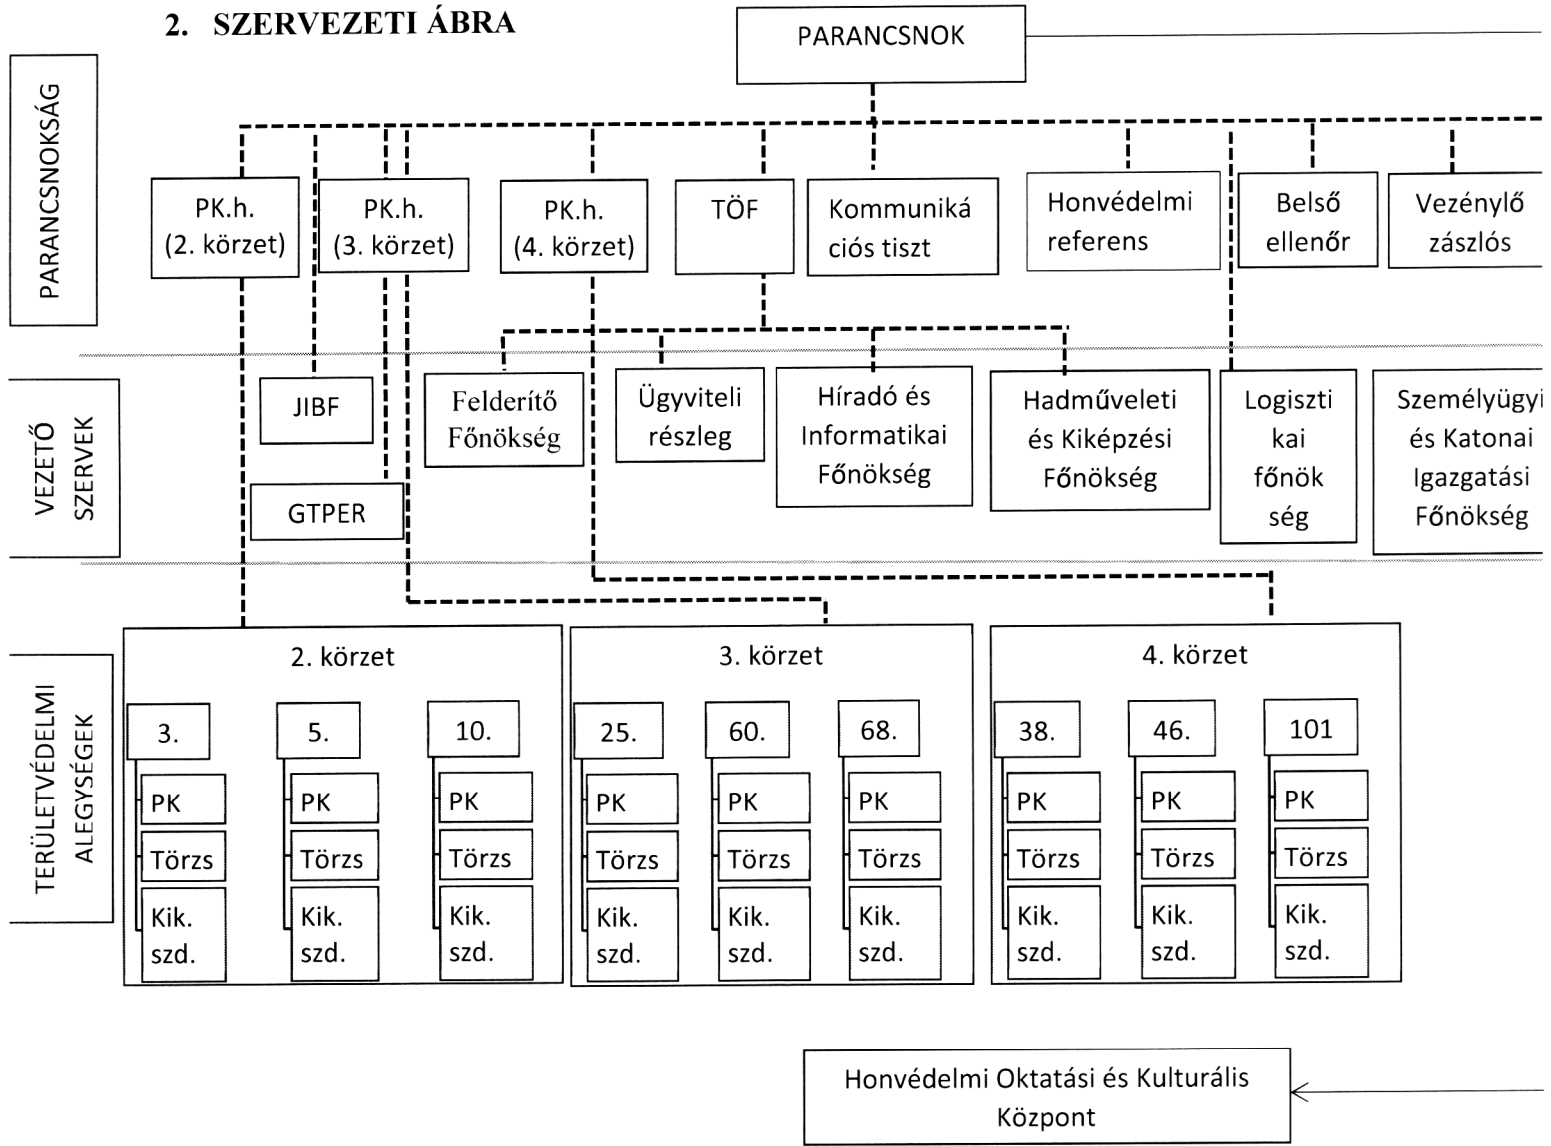 2. SZERVEZETI ÁBRA
PARANCSNOK
PARANCSNOKSÁG
PK.h.
(2. körzet)
PK.h.
(3. körzet)
PK.h.
(4. körzet)
TÖF
Kommuniká
ciós tiszt
Honvédelmi
referens
Belső
ellenőr
Vezénylő
zászlós
VEZETŐ
SZERVEK
JIBF
GTPER
Felderítő
Főnökség
Ügyviteli
részleg
Híradó és
Informatikai
Főnökség
Hadműveleti
és Kiképzési
Főnökség
Logiszti
kai
főnök
ség
Személyügyi
és Katonai
Igazgatási
Főnökség
TERÜLETVÉDELMI
ALEGYSÉGEK
2. körzet
3.
PK
Törzs
Kik.
szd.
5.
PK
Törzs
Kik.
szd.
10.
PK
Törzs
Kik.
szd.
3. körzet
25.
PK
Törzs
Kik.
szd.
60.
PK
Törzs
Kik.
szd.
68.
PK
Törzs
Kik.
szd.
4. körzet
38.
PK
Törzs
Kik.
szd.
46.
PK
Törzs
Kik.
szd.
101
PK
Törzs
Kik.
szd.
Honvédelmi Oktatási és Kulturális
Központ